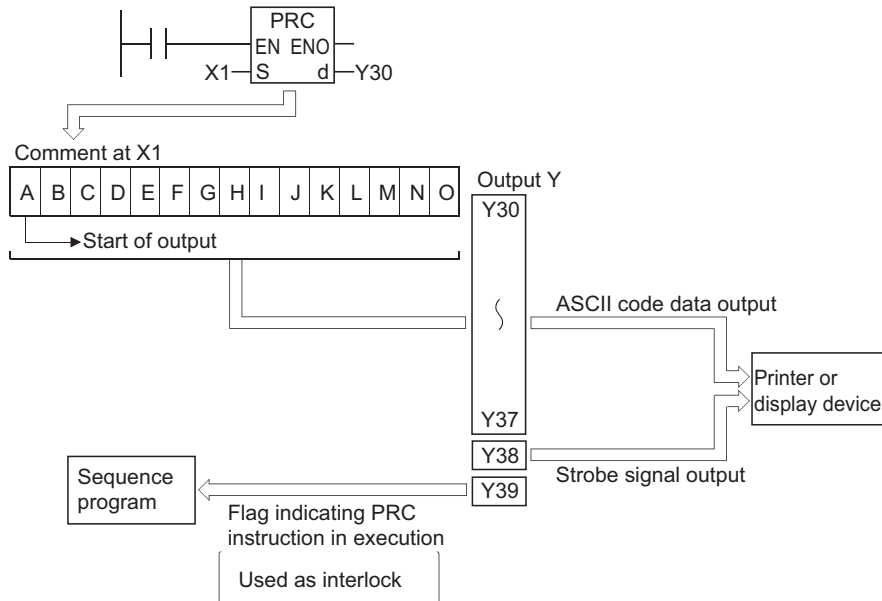 PRC
EN ENO
X1 S d Y30
Comment at X1
A B C D E F G H I J K L M N O
Start of output
Output Y
Y30
Y37
Y38
Y39
ASCII code data output
Printer or
display device
Strobe signal output
Sequence
program
Flag indicating PRC
instruction in execution
Used as interlock